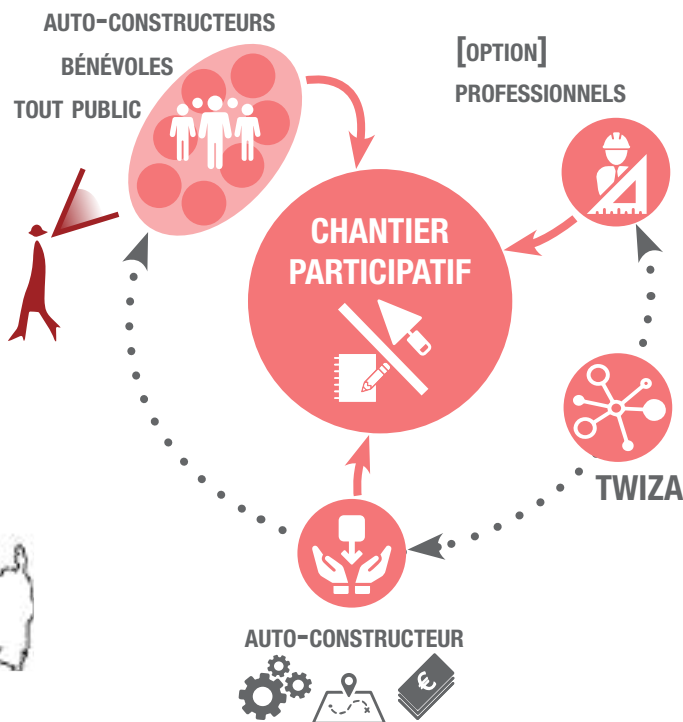 AUTO-CONSTRUCTEURS
BÉNÉVOLES
TOUT PUBLIC
[OPTION]
PROFESSIONNELS
CHANTIER
PARTICIPATIF
TWIZA
AUTO-CONSTRUCTEUR
€